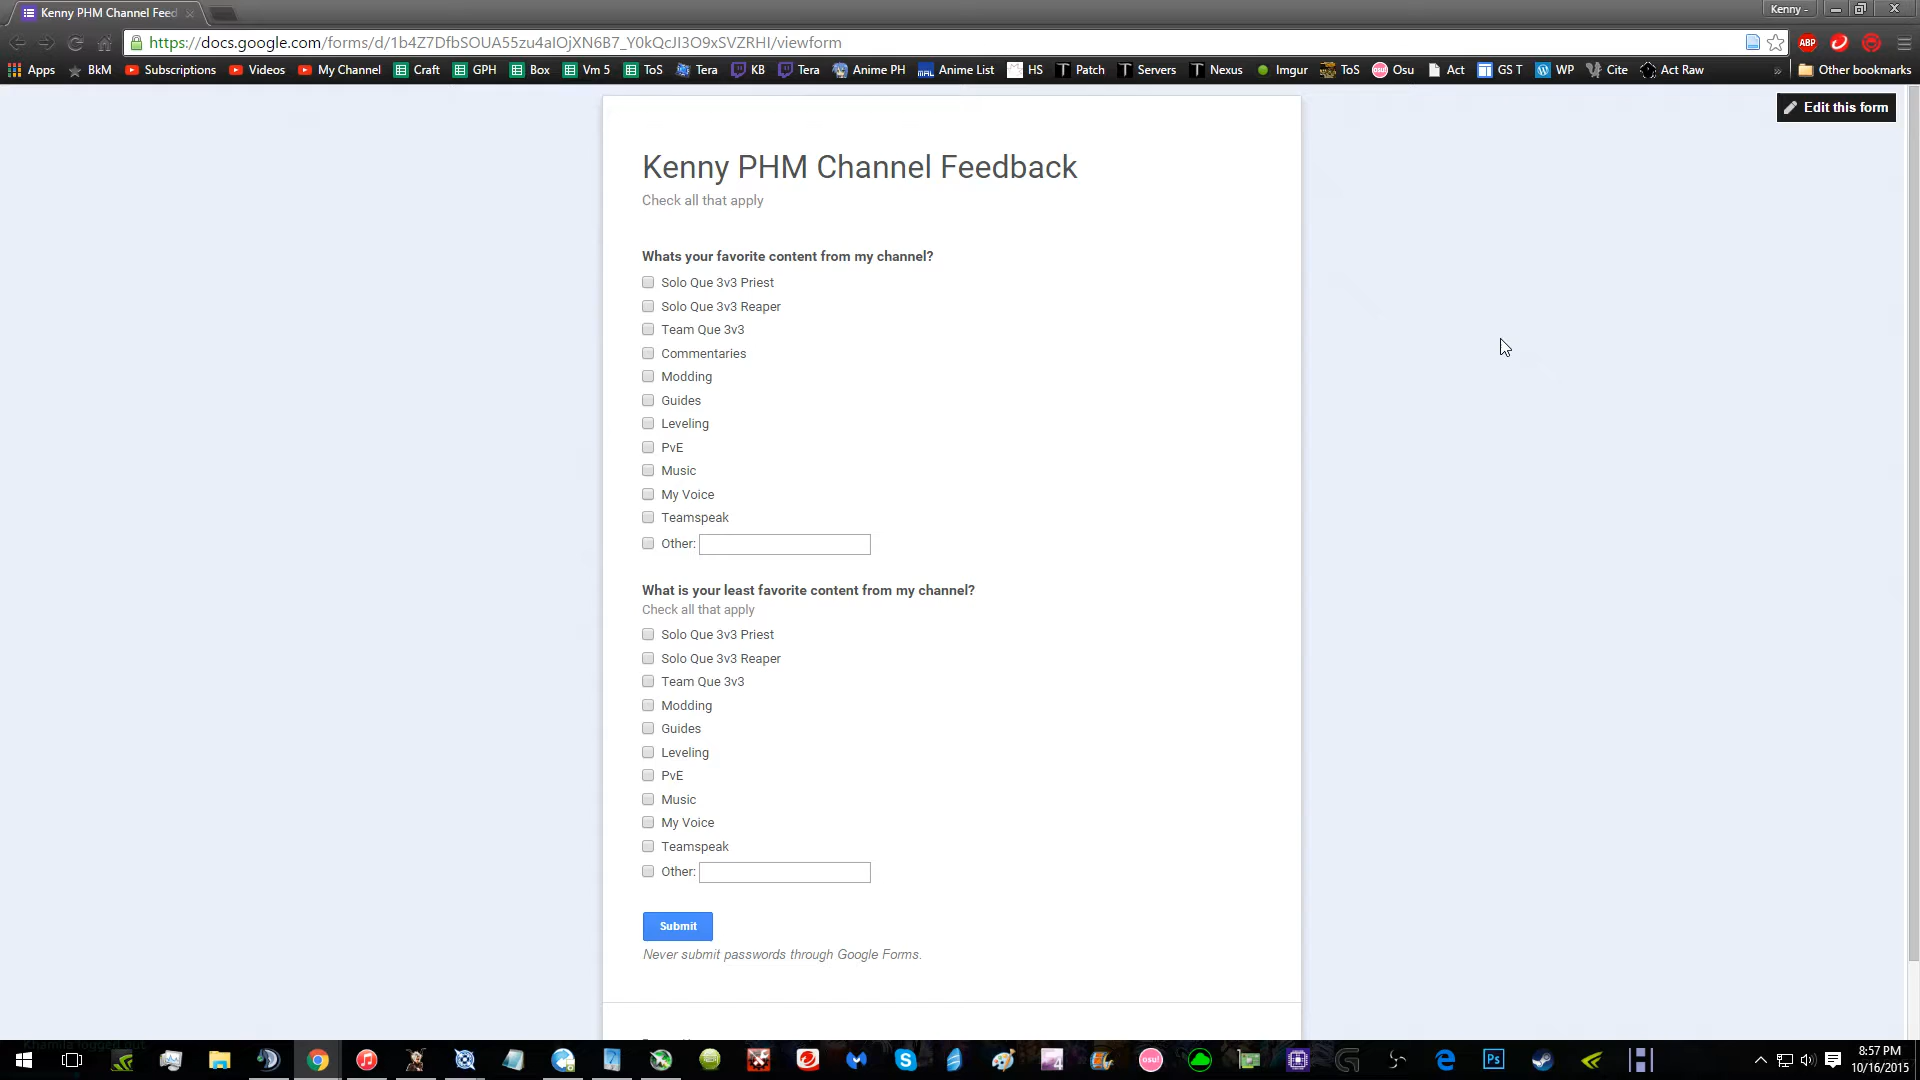 Kenny PHM Channel Feed
Kenny -
https://docs.google.com/forms/d/1b4Z7DfbSOUA55zu4aIOjXN6B7_Y0kQcJI3O9xSVZRHI/viewform
ABP
Apps BkM Subscriptions Videos My Channel Craft GPH Box Vm 5 ToS Tera KB Tera Anime PH MAL Anime List HS Patch Servers Nexus Imgur ToS osu! Osu Act GS T WP Cite Act Raw » Other bookmarks
Edit this form
Kenny PHM Channel Feedback
Check all that apply
Whats your favorite content from my channel?
Solo Que 3v3 Priest
Solo Que 3v3 Reaper
Team Que 3v3
Commentaries
Modding
Guides
Leveling
PvE
Music
My Voice
Teamspeak
Other:
What is your least favorite content from my channel?
Check all that apply
Solo Que 3v3 Priest
Solo Que 3v3 Reaper
Team Que 3v3
Modding
Guides
Leveling
PvE
Music
My Voice
Teamspeak
Other:
Submit
Never submit passwords through Google Forms.
osu!
Ps
8:57 PM
10/16/2015